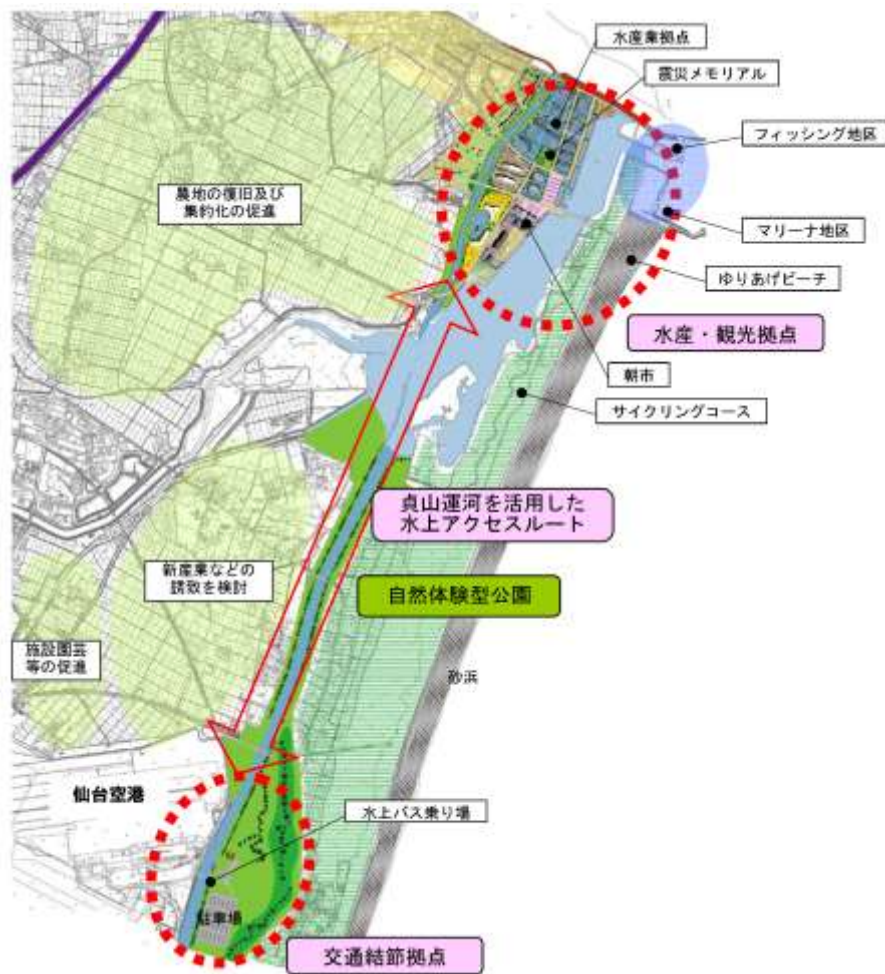 水産業拠点
震災メモリアル
フィッシング地区
農地の復旧及び
集約化の促進
マリーナ地区
ゆりあげビーチ
水産・観光拠点
朝市
サイクリングコース
貞山運河を活用した
水上アクセスルート
新産業などの
誘致を検討
自然体験型公園
施設園芸
等の促進
砂浜
仙台空港
水上バス乗り場
駐車場
交通結節拠点